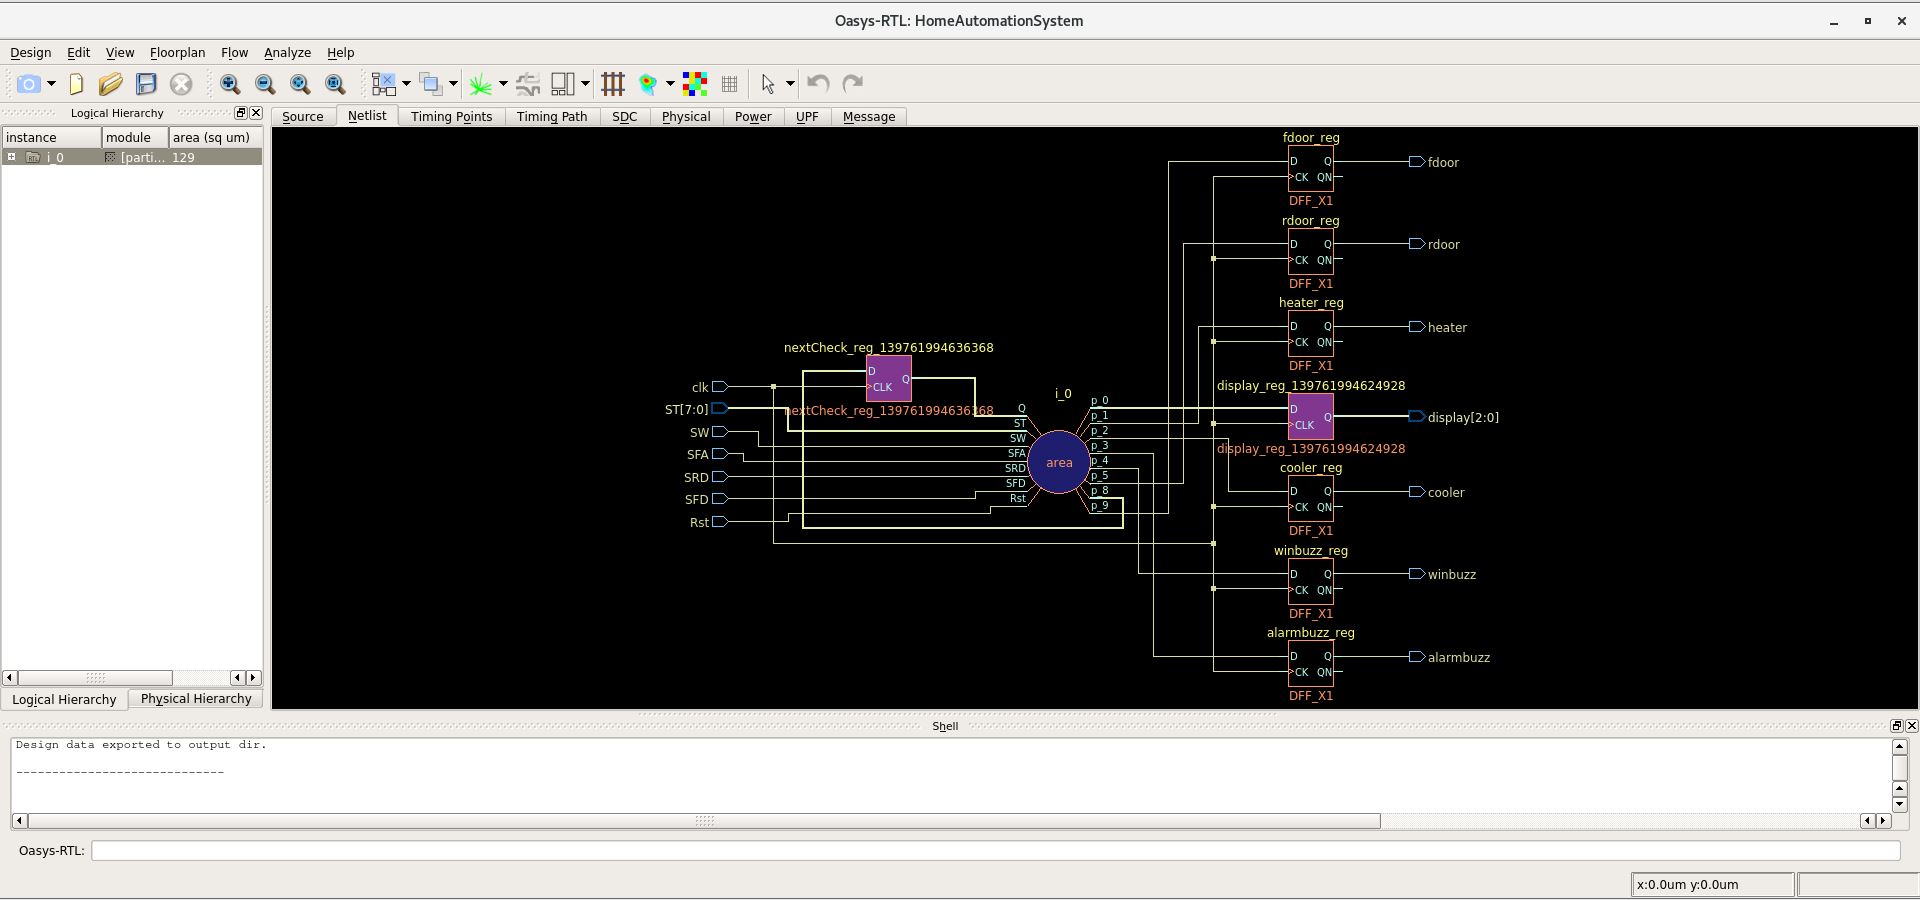 Oasys-RTL: HomeAutomationSystem
Design Edit View Floorplan Flow Analyze Help
Logical Hierarchy
instance module area (sq um)
i_0 [parti... 129
Logical Hierarchy Physical Hierarchy
Source Netlist Timing Points Timing Path SDC Physical Power UPF Message
clk
ST[7:0]
SW
SFA
SRD
SFD
Rst
nextCheck_reg_139761994636368
D Q
CLK
nextCheck_reg_139761994636368
i_0
Q
ST
SW
SFA
SRD
SFD
Rst
area
p_0
p_1
p_2
p_3
p_4
p_5
p_8
p_9
fdoor_reg
D Q
CK QN
DFF_X1
fdoor
rdoor_reg
D Q
CK QN
DFF_X1
rdoor
heater_reg
D Q
CK QN
DFF_X1
heater
display_reg_139761994624928
D Q
CLK
display_reg_139761994624928
display[2:0]
cooler_reg
D Q
CK QN
DFF_X1
cooler
winbuzz_reg
D Q
CK QN
DFF_X1
winbuzz
alarmbuzz_reg
D Q
CK QN
DFF_X1
alarmbuzz
Shell
Design data exported to output dir.
-----------------------------
Oasys-RTL:
x:0.0um y:0.0um